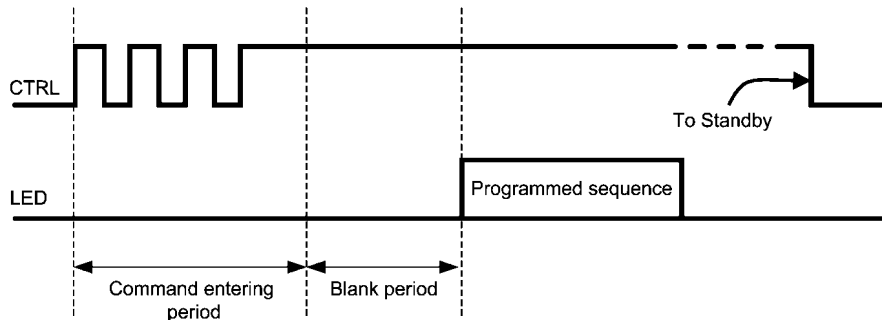 CTRL
To Standby
LED
Programmed sequence
Command entering
period
Blank period